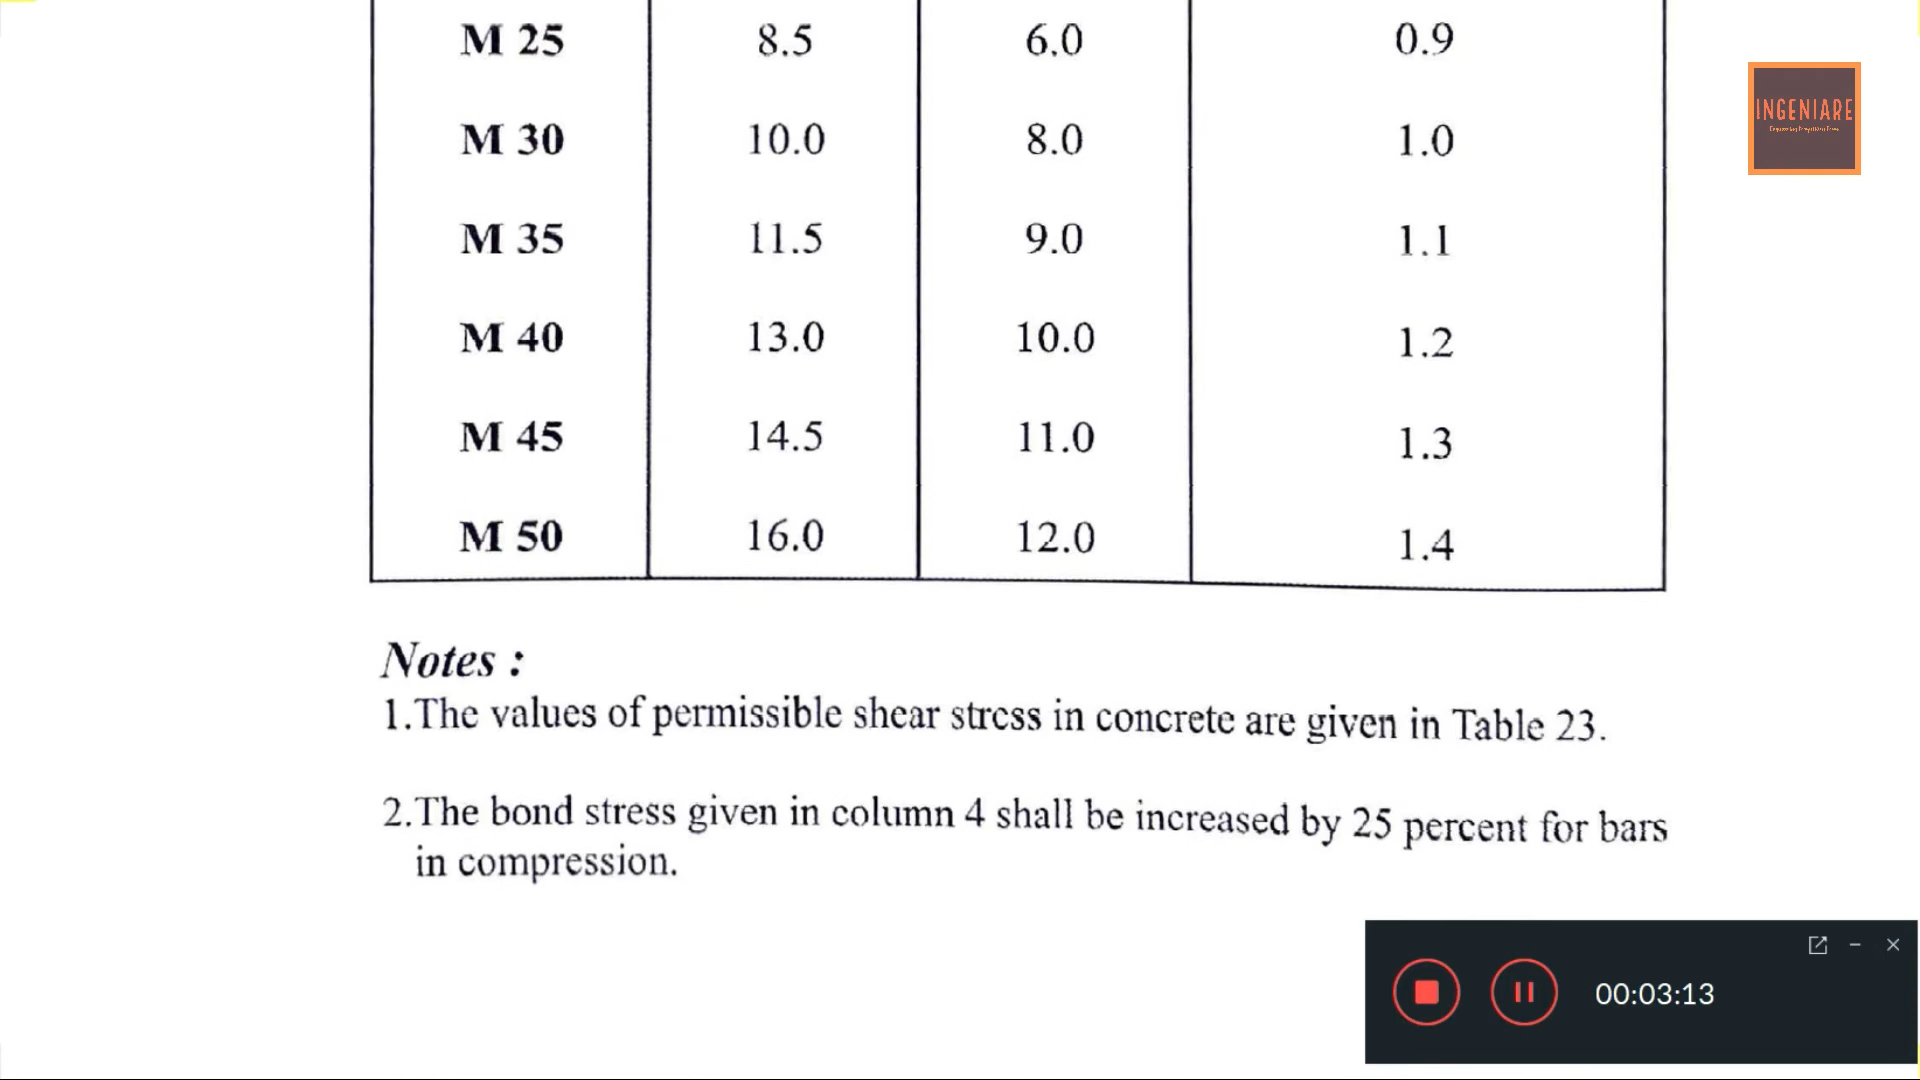 M 25 8.5 6.0 0.9
INGENIARE
M 30 10.0 8.0 1.0
M 35 11.5 9.0 1.1
M 40 13.0 10.0 1.2
M 45 14.5 11.0 1.3
M 50 16.0 12.0 1.4
Notes :
1.The values of permissible shear stress in concrete are given in Table 23.
2.The bond stress given in column 4 shall be increased by 25 percent for bars
in compression.
00:03:13